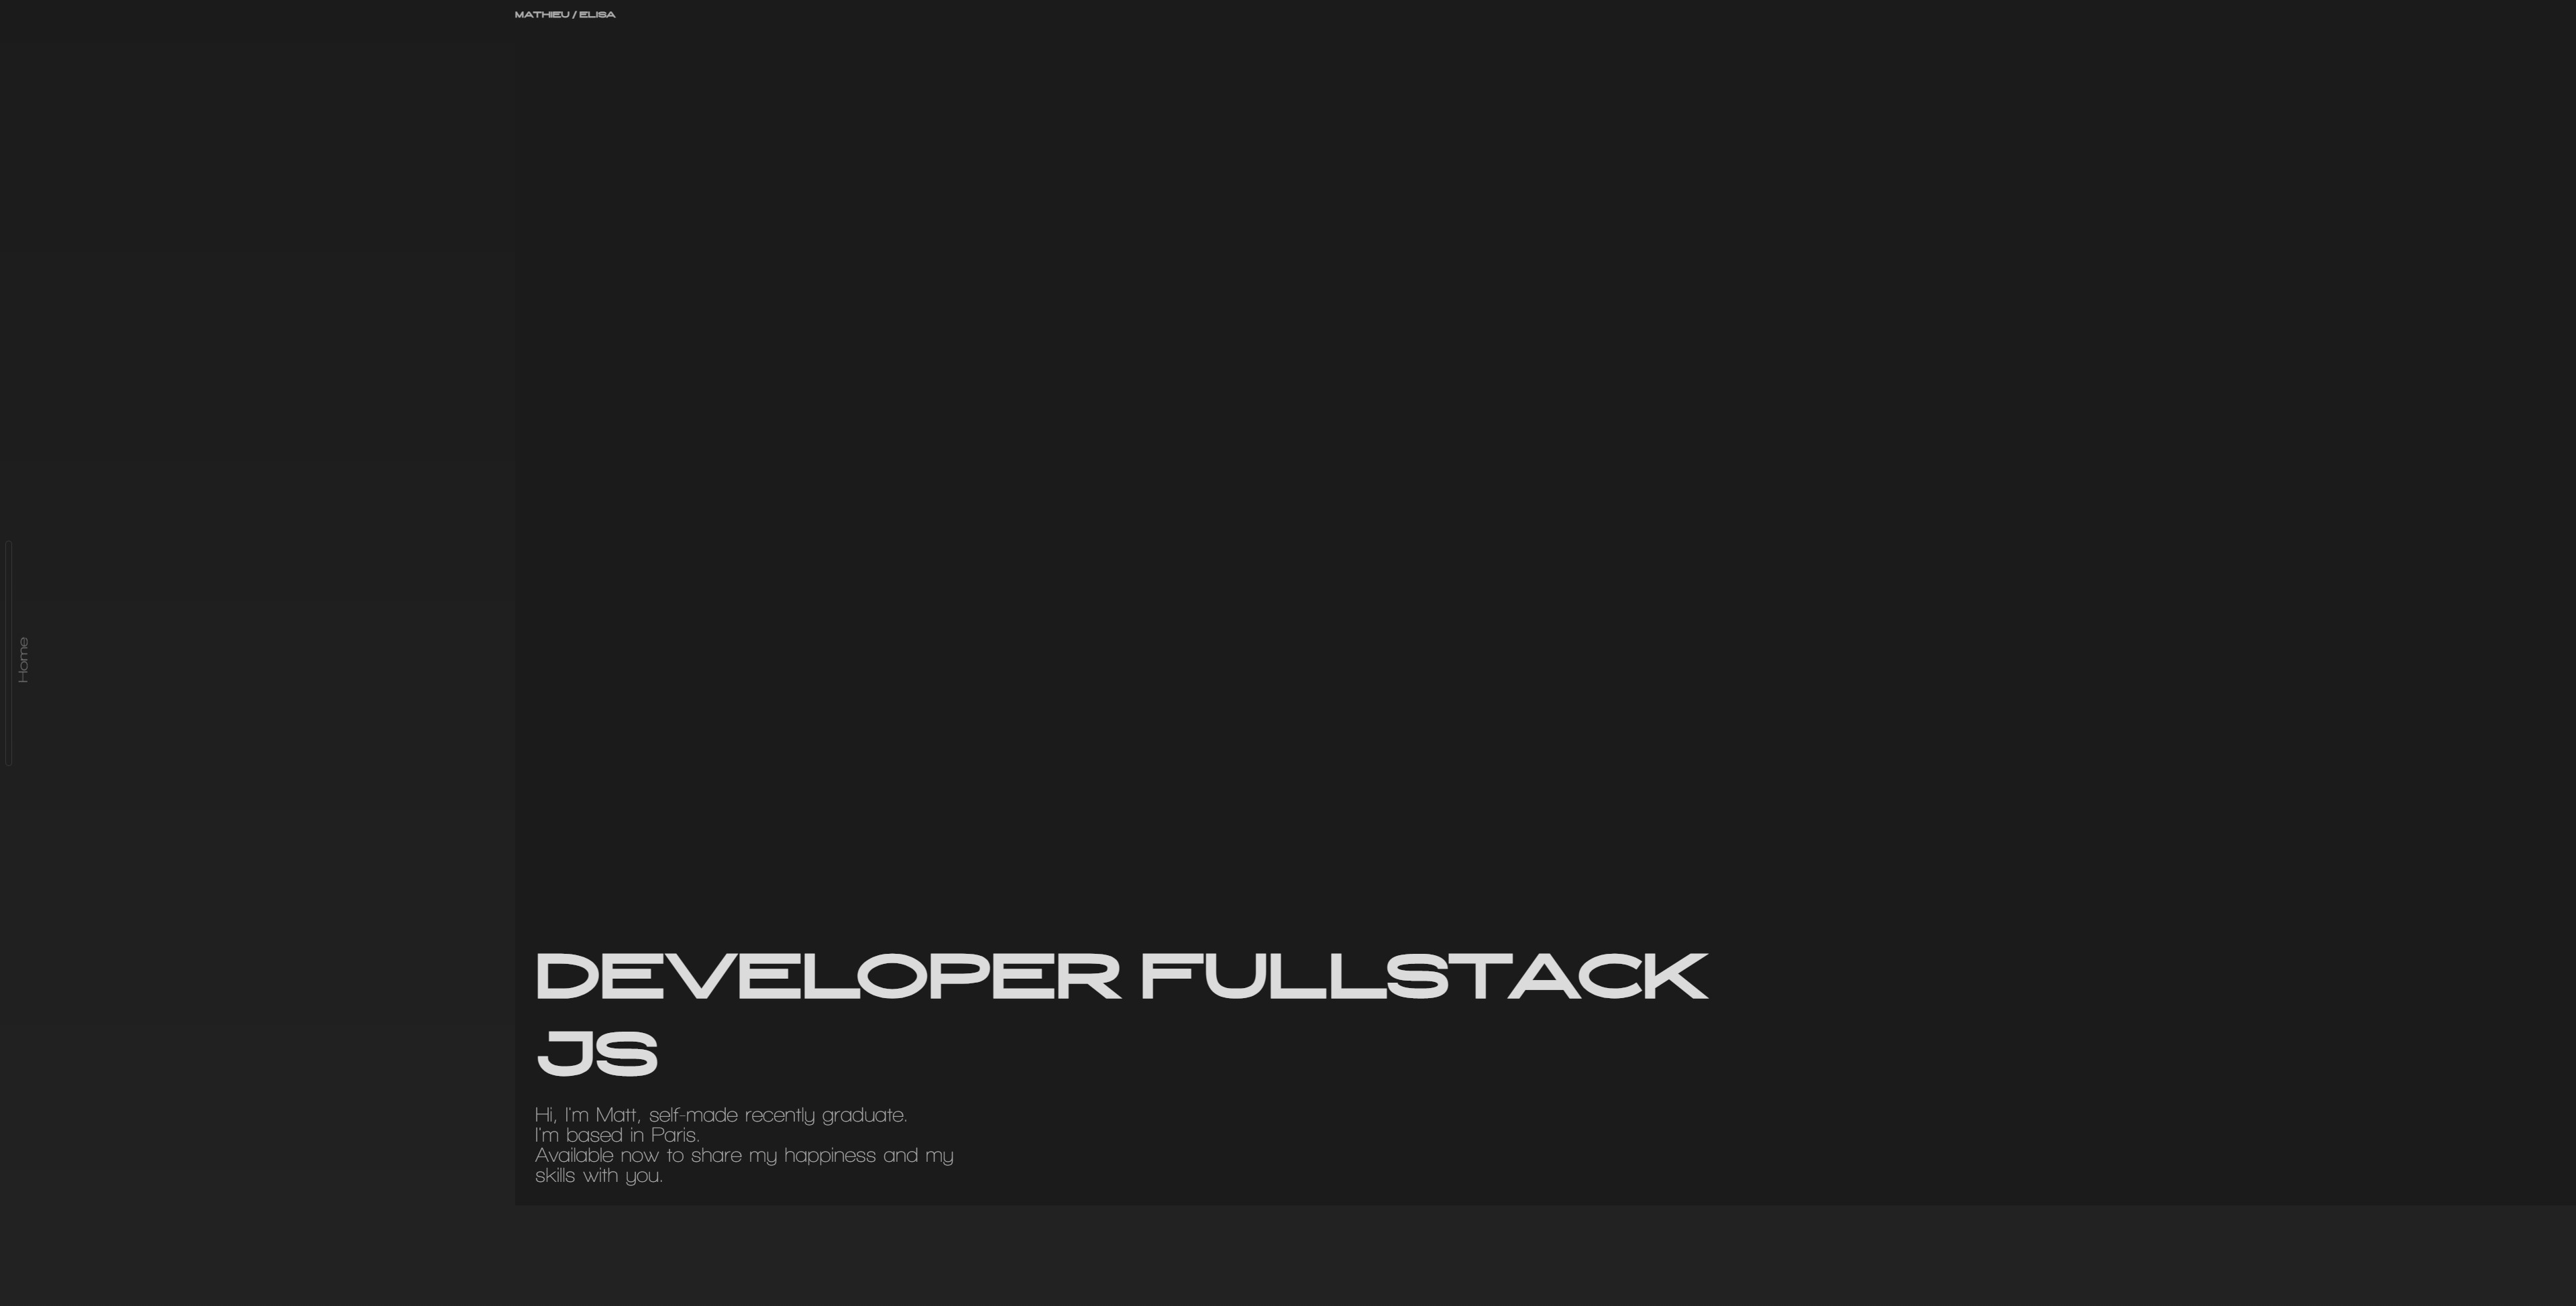 MATHIEU / ELISA
Home
DEVELOPER FULLSTACK
JS
Hi, I'm Matt, self-made recently graduate.
I'm based in Paris.
Available now to share my happiness and my
skills with you.